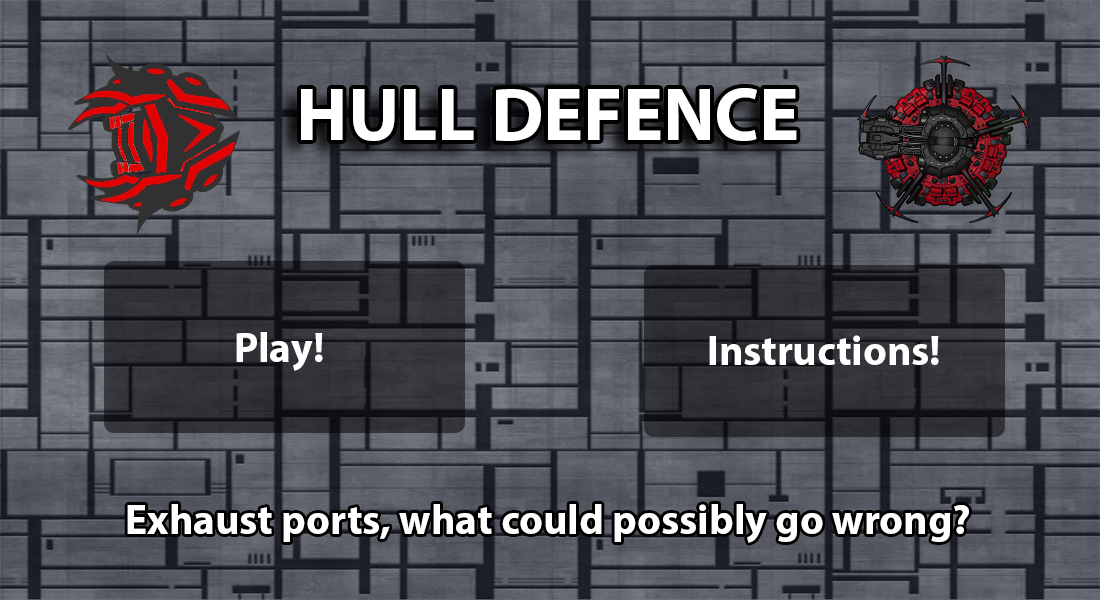 HULL DEFENCE
Play!
Instructions!
Exhaust ports, what could possibly go wrong?